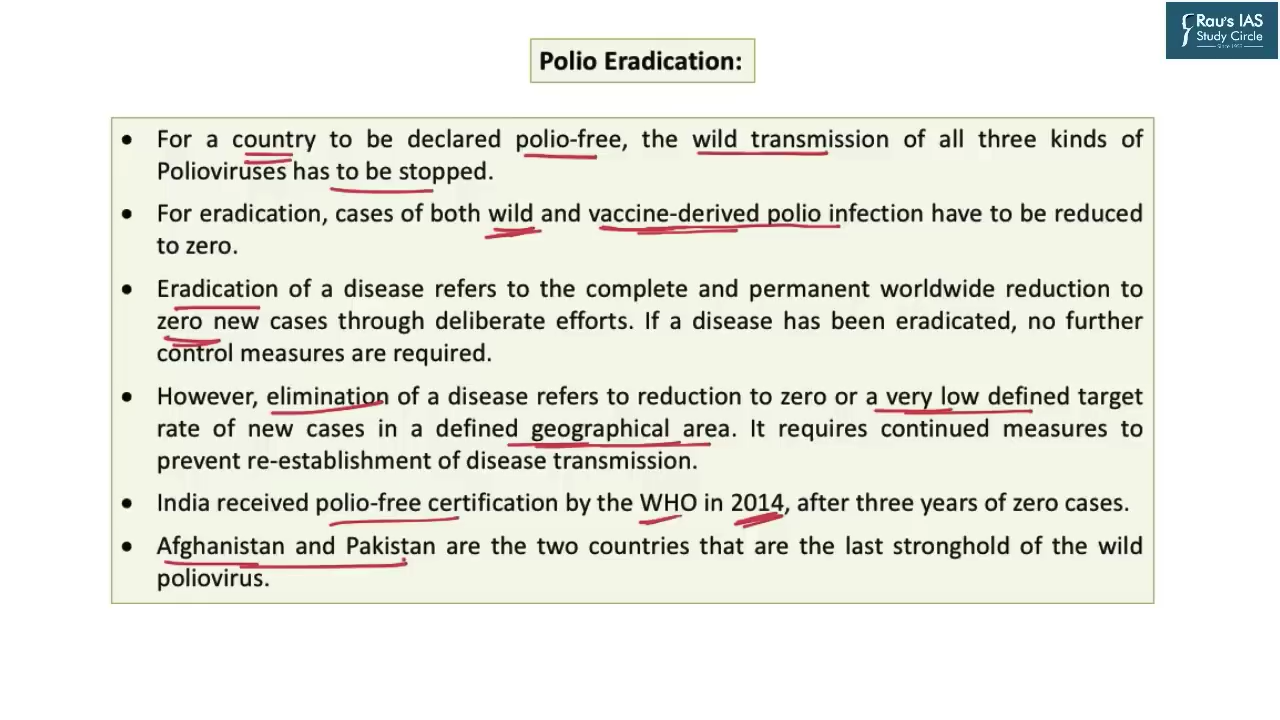 Rau's IAS
Study Circle
Since 1953
Polio Eradication:
• For a country to be declared polio-free, the wild transmission of all three kinds of
Polioviruses has to be stopped.
• For eradication, cases of both wild and vaccine-derived polio infection have to be reduced
to zero.
• Eradication of a disease refers to the complete and permanent worldwide reduction to
zero new cases through deliberate efforts. If a disease has been eradicated, no further
control measures are required.
• However, elimination of a disease refers to reduction to zero or a very low defined target
rate of new cases in a defined geographical area. It requires continued measures to
prevent re-establishment of disease transmission.
• India received polio-free certification by the WHO in 2014, after three years of zero cases.
• Afghanistan and Pakistan are the two countries that are the last stronghold of the wild
poliovirus.